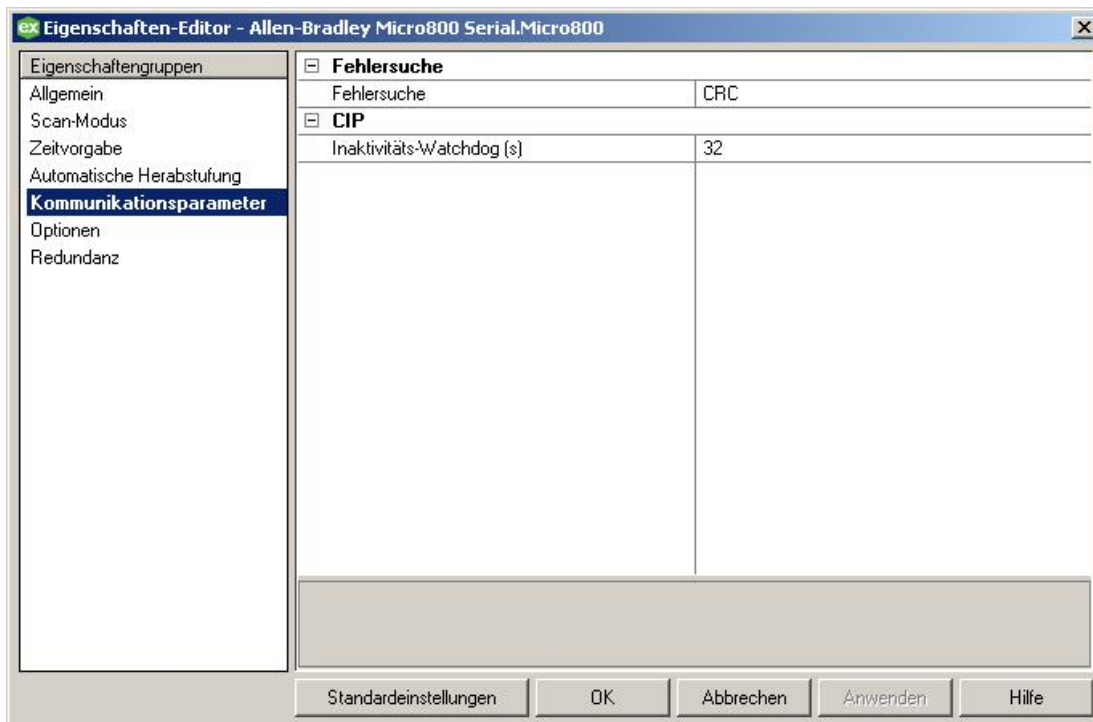 ex Eigenschaften-Editor - Allen-Bradley Micro800 Serial.Micro800
Eigenschaftengruppen
Allgemein
Scan-Modus
Zeitvorgabe
Automatische Herabstufung
Kommunikationsparameter
Optionen
Redundanz
Fehlersuche
Fehlersuche CRC
CIP
Inaktivitäts-Watchdog (s) 32
Standardeinstellungen OK Abbrechen Anwenden Hilfe